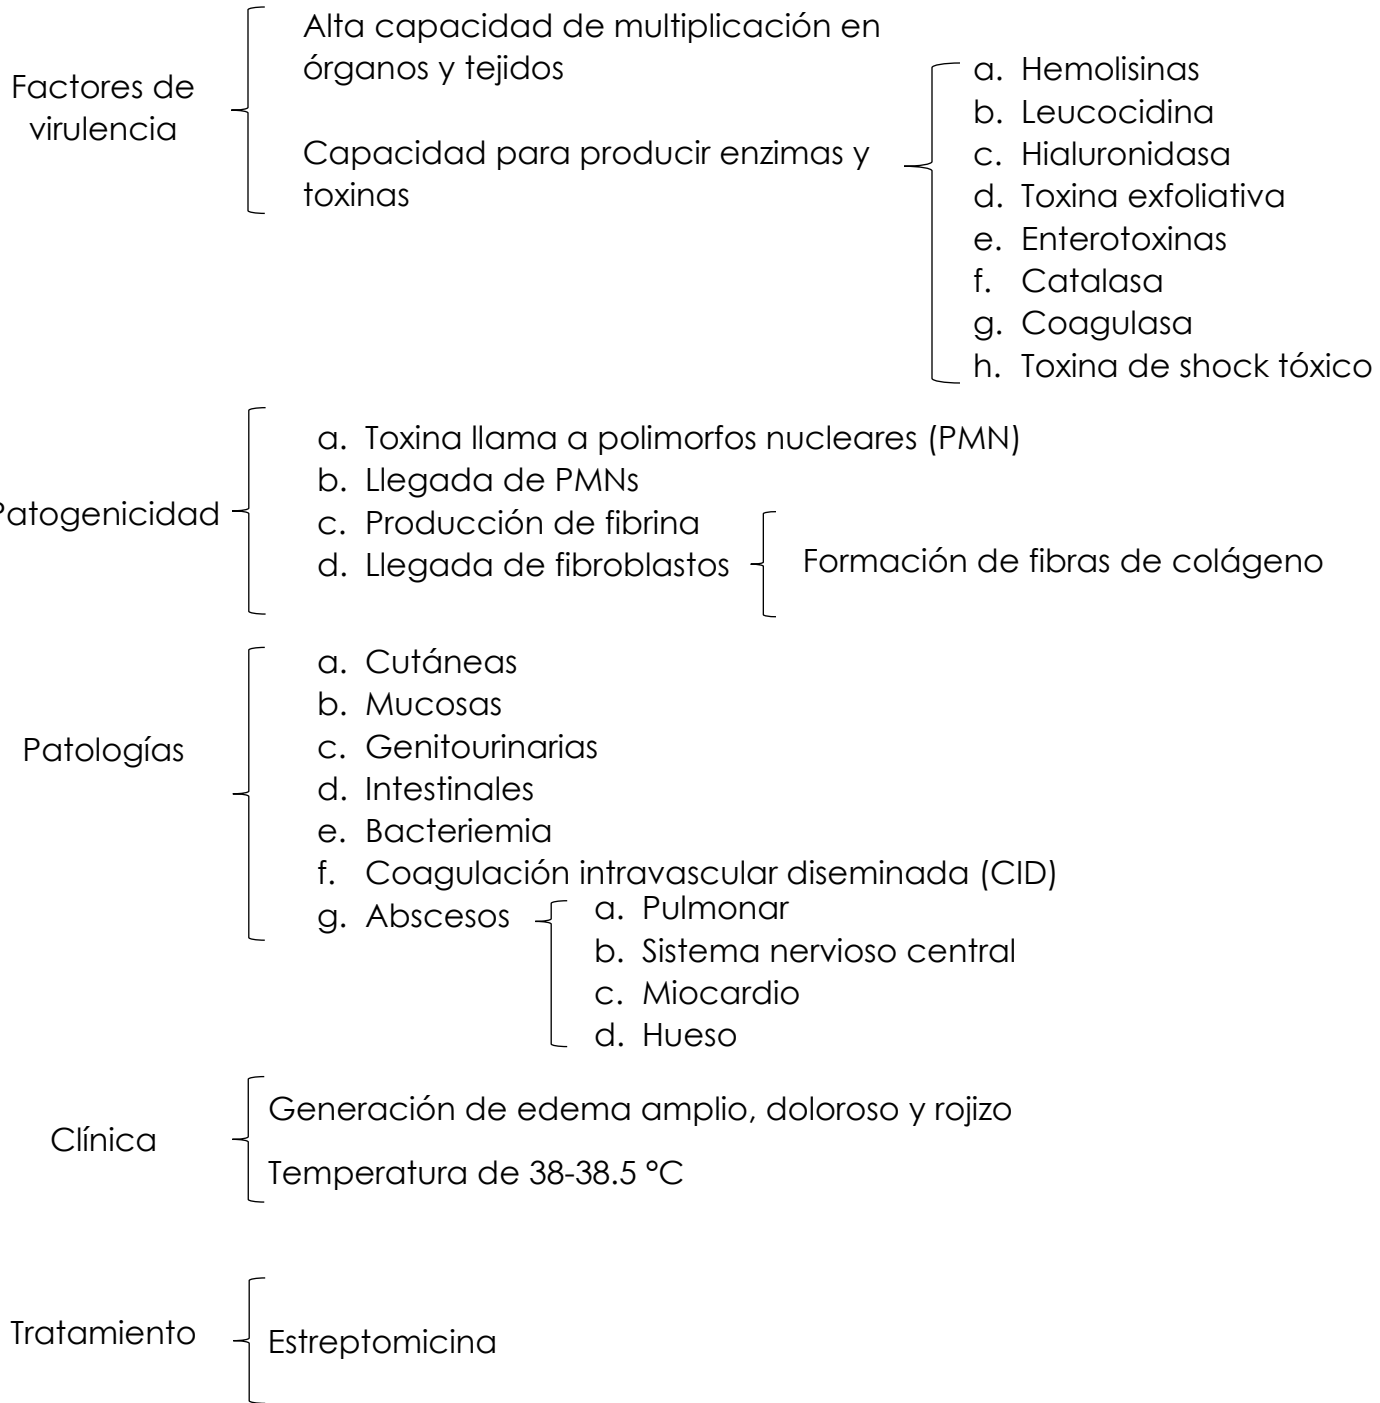 Factores de
virulencia
Alta capacidad de multiplicación en
órganos y tejidos
Capacidad para producir enzimas y
toxinas
a. Hemolisinas
b. Leucocidina
c. Hialuronidasa
d. Toxina exfoliativa
e. Enterotoxinas
f. Catalasa
g. Coagulasa
h. Toxina de shock tóxico
Patogenicidad
a. Toxina llama a polimorfos nucleares (PMN)
b. Llegada de PMNs
c. Producción de fibrina
d. Llegada de fibroblastos
Formación de fibras de colágeno
Patologías
a. Cutáneas
b. Mucosas
c. Genitourinarias
d. Intestinales
e. Bacteriemia
f. Coagulación intravascular diseminada (CID)
g. Abscesos
a. Pulmonar
b. Sistema nervioso central
c. Miocardio
d. Hueso
Clínica
Generación de edema amplio, doloroso y rojizo
Temperatura de 38-38.5 °C
Tratamiento
Estreptomicina